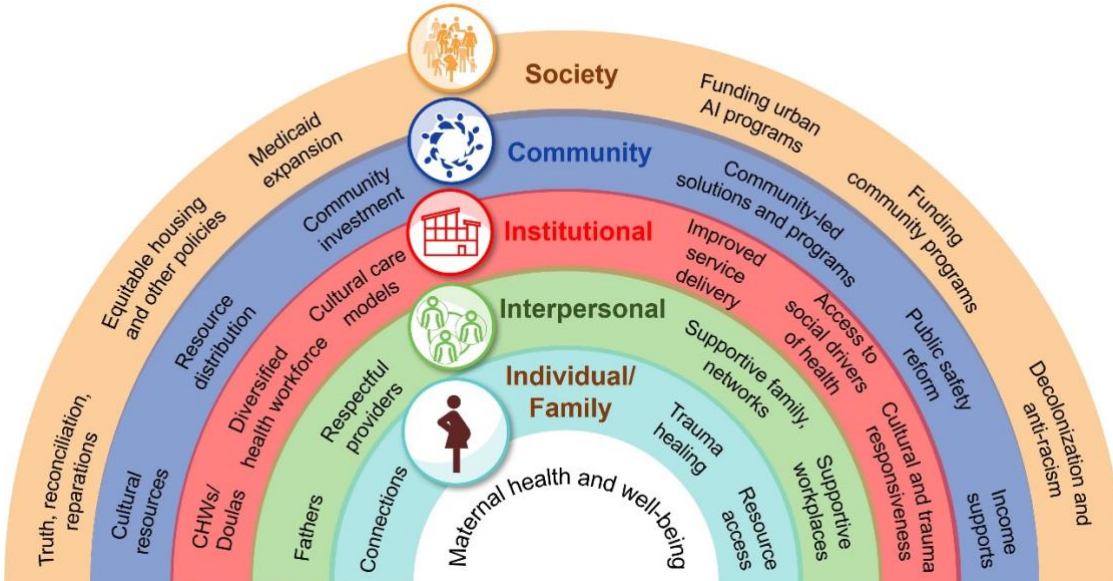 Society
Truth, reconciliation,
reparations
Equitable housing
and other policies
Medicaid
expansion
Funding urban
AI programs
Funding
community programs
Decolonization and
anti-racism
Community
Cultural
resources
Resource
distribution
Community
investment
Community-led
solutions and programs
Public safety
reform
Income
supports
Institutional
CHWs/
Doulas
Diversified
health workforce
Cultural care
models
Improved
service
delivery
Access to
social drivers
of health
Cultural and trauma
responsiveness
Interpersonal
Fathers
Respectful
providers
Supportive family,
networks
Supportive
workplaces
Individual/
Family
Connections
Trauma
healing
Resource
access
Maternal health and well-being